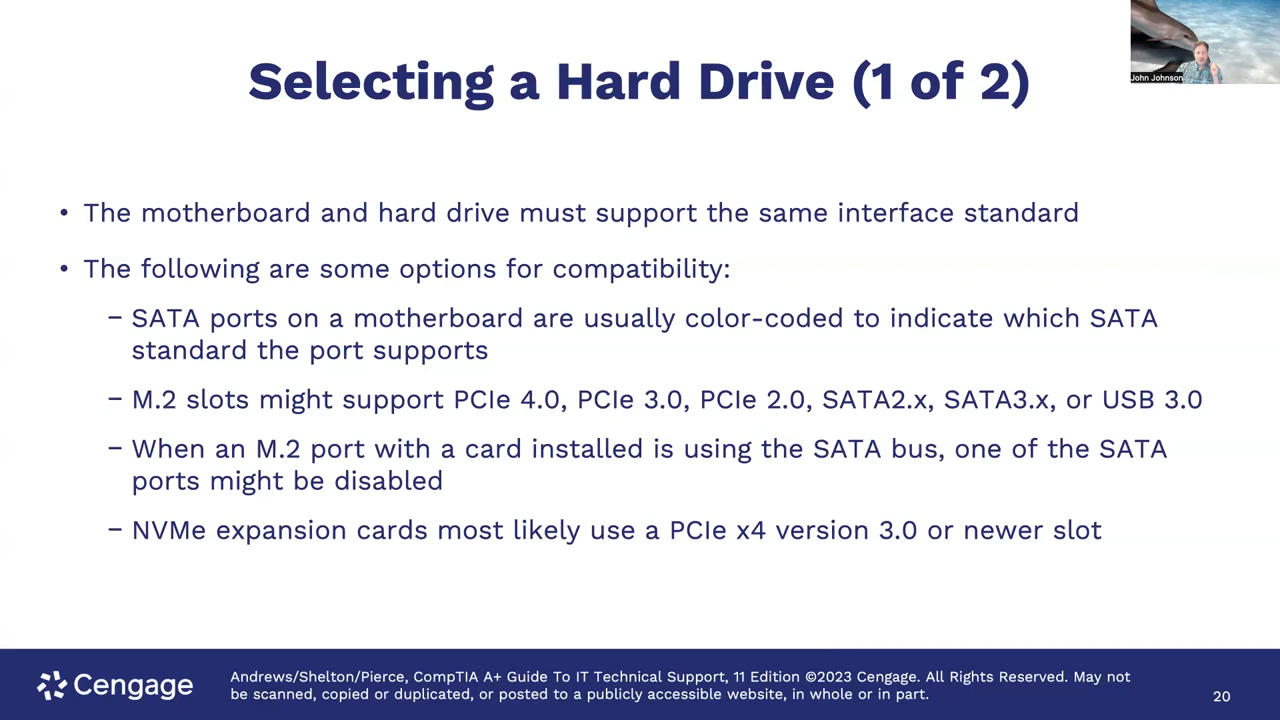 John Johnson
Selecting a Hard Drive (1 of 2)
• The motherboard and hard drive must support the same interface standard
• The following are some options for compatibility:
– SATA ports on a motherboard are usually color-coded to indicate which SATA
standard the port supports
– M.2 slots might support PCIe 4.0, PCIe 3.0, PCIe 2.0, SATA2.x, SATA3.x, or USB 3.0
– When an M.2 port with a card installed is using the SATA bus, one of the SATA
ports might be disabled
– NVMe expansion cards most likely use a PCIe x4 version 3.0 or newer slot
Cengage
Andrews/Shelton/Pierce, CompTIA A+ Guide To IT Technical Support, 11 Edition ©2023 Cengage. All Rights Reserved. May not
be scanned, copied or duplicated, or posted to a publicly accessible website, in whole or in part.
20